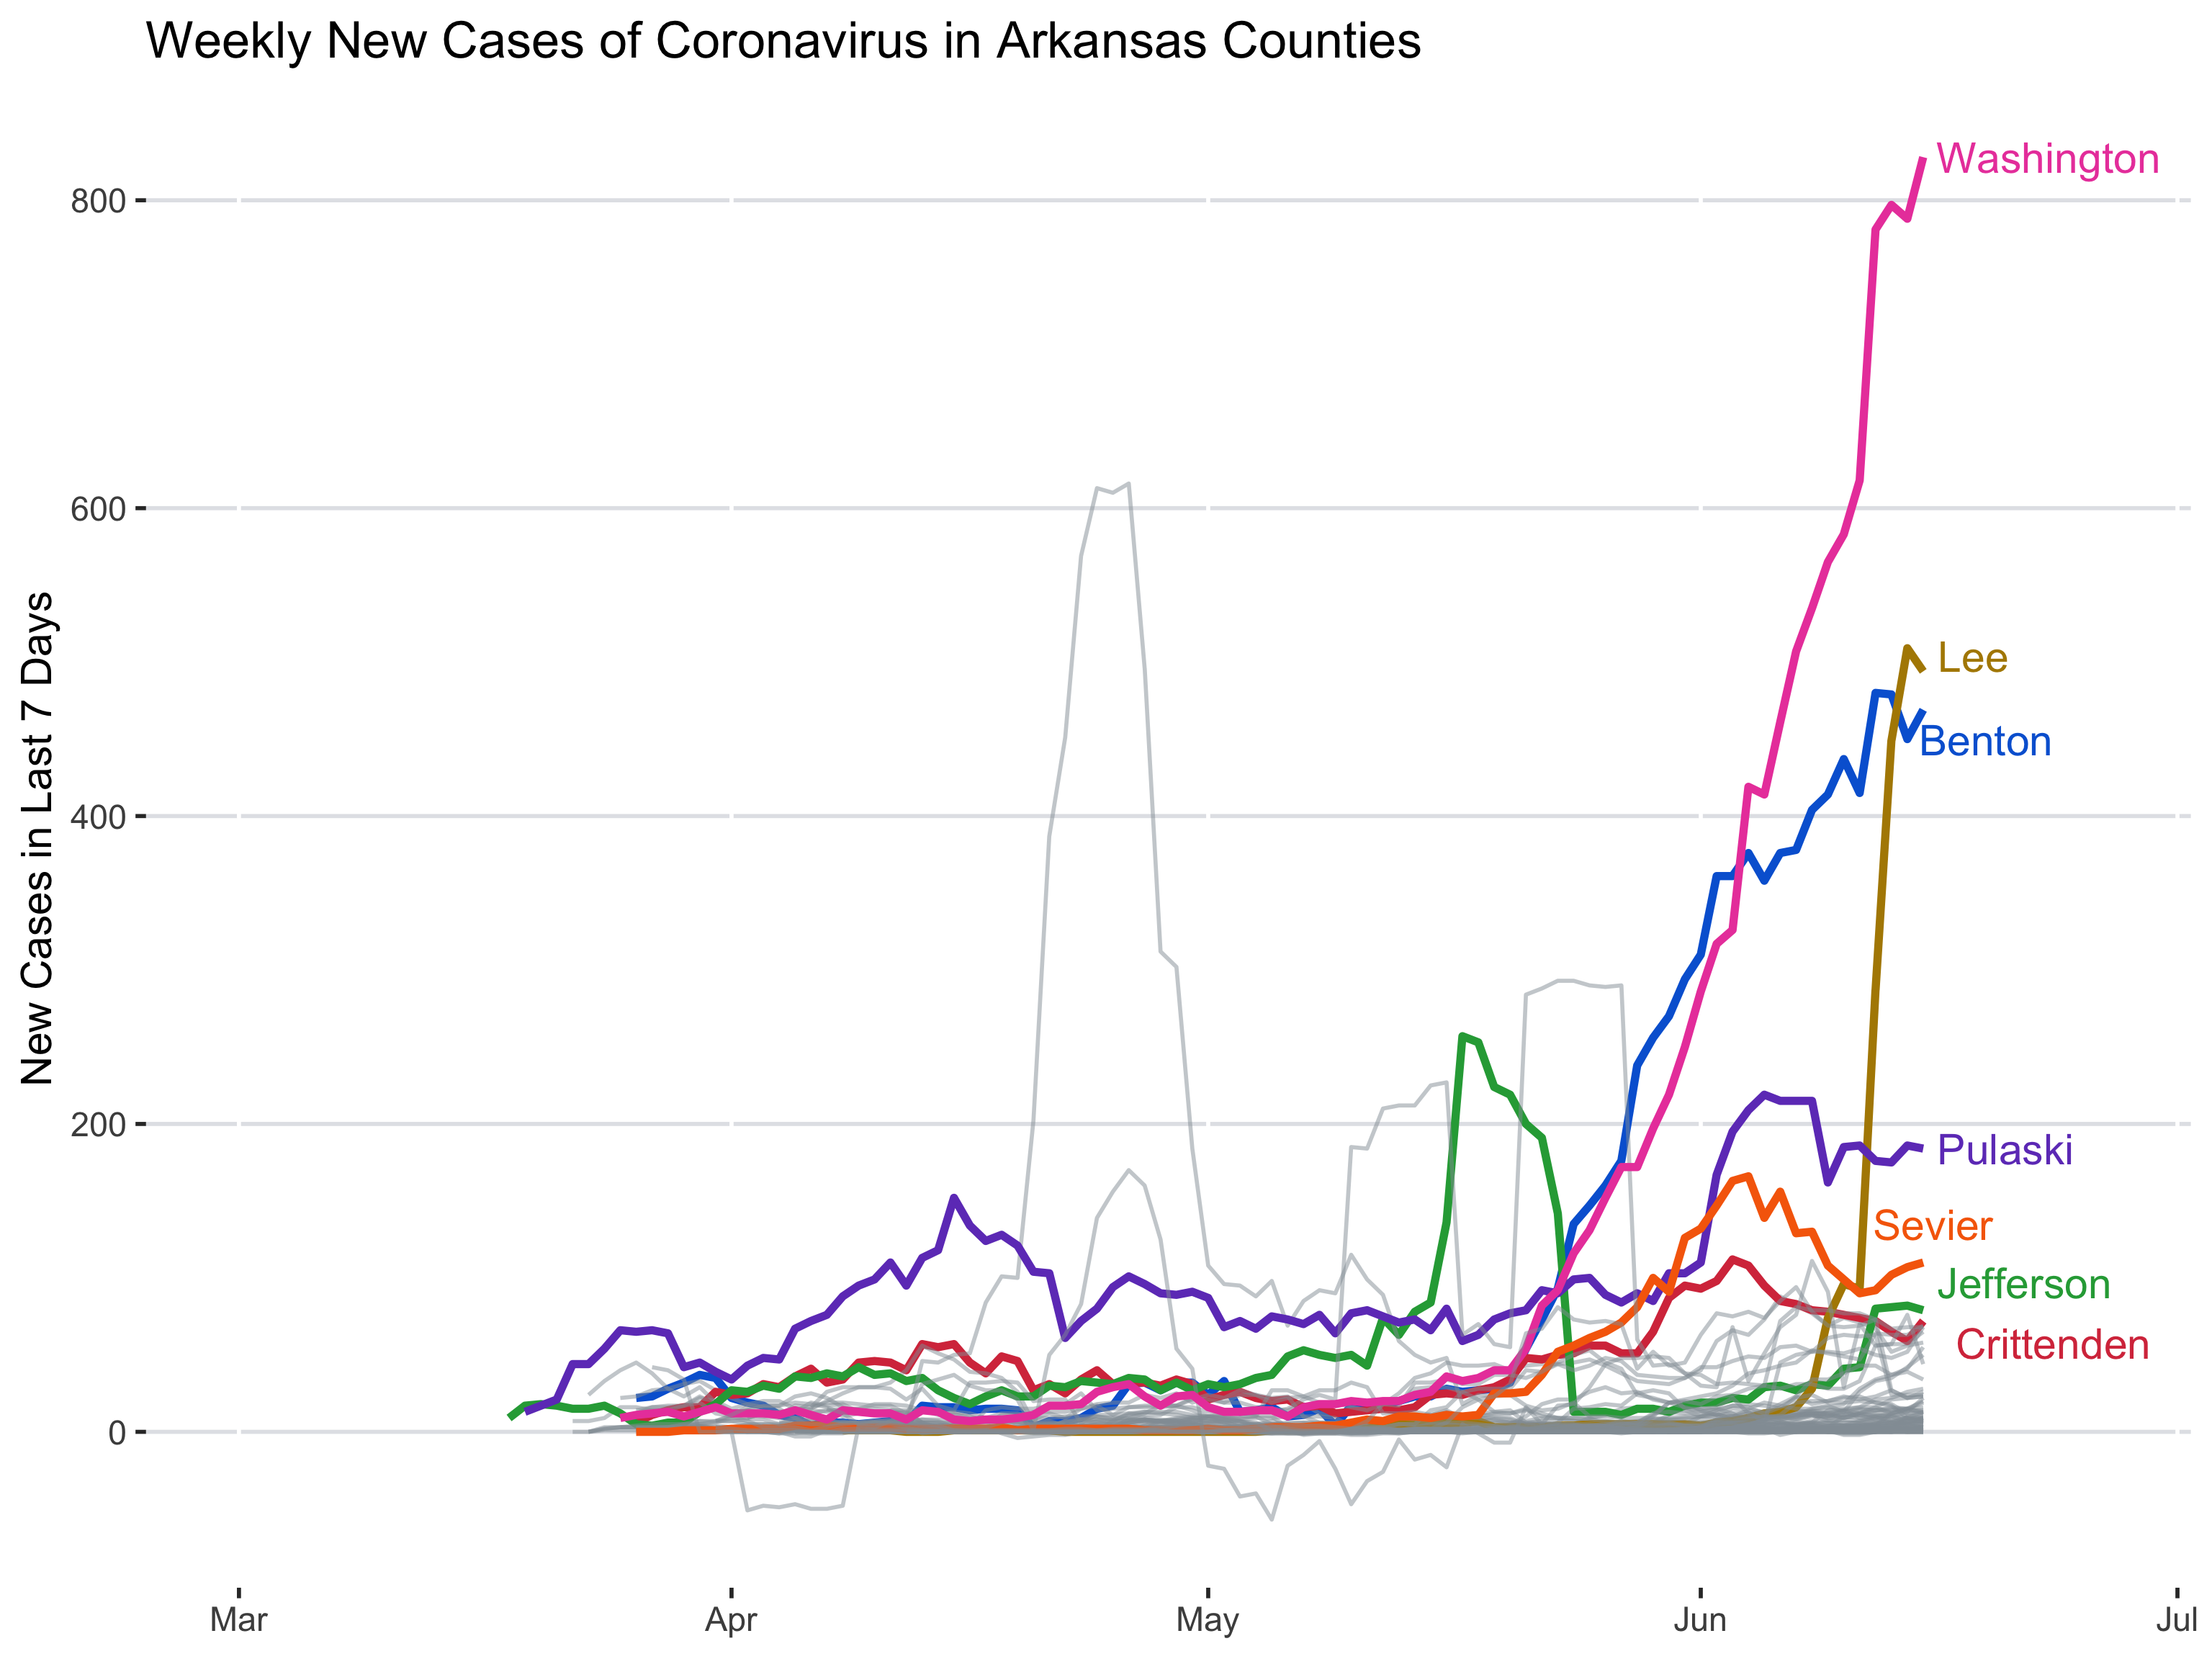 Weekly New Cases of Coronavirus in Arkansas Counties
New Cases in Last 7 Days
800
600
400
200
0
Mar
Apr
May
Jun
Jul
Washington
Lee
Benton
Pulaski
Sevier
Jefferson
Crittenden